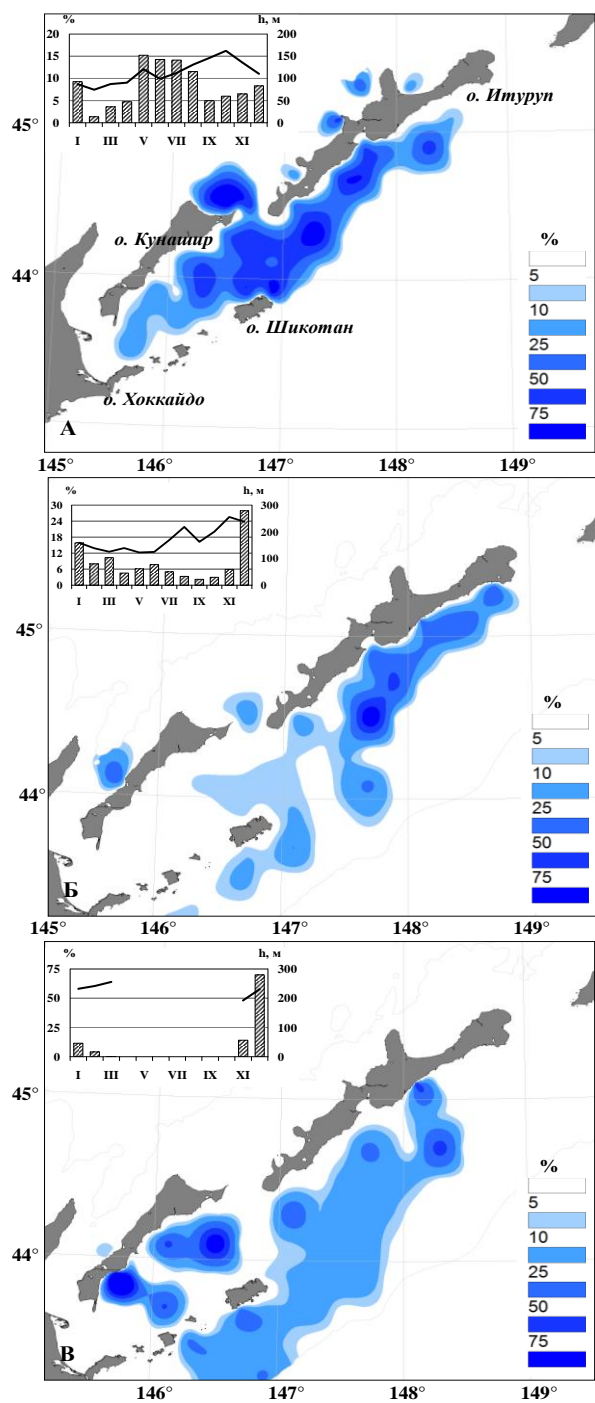 % h, м
20 200
15 150
10 100
5 50
0 0
I III V VII IX XI
о. Итуруп
45°
о. Кунашир
%
5
44°
10
о. Шикотан
25
50
о. Хоккайдо
75
А
145° 146° 147° 148° 149°
% h, м
30 300
24
18 200
12
6 100
0 0
I III V VII IX XI
45°
%
5
44°
10
25
50
Б
75
145° 146° 147° 148° 149°
% h, м
75 300
50 200
25 100
0 0
I III V VII IX XI
45°
%
5
44°
10
25
50
В
75
146° 147° 148° 149°